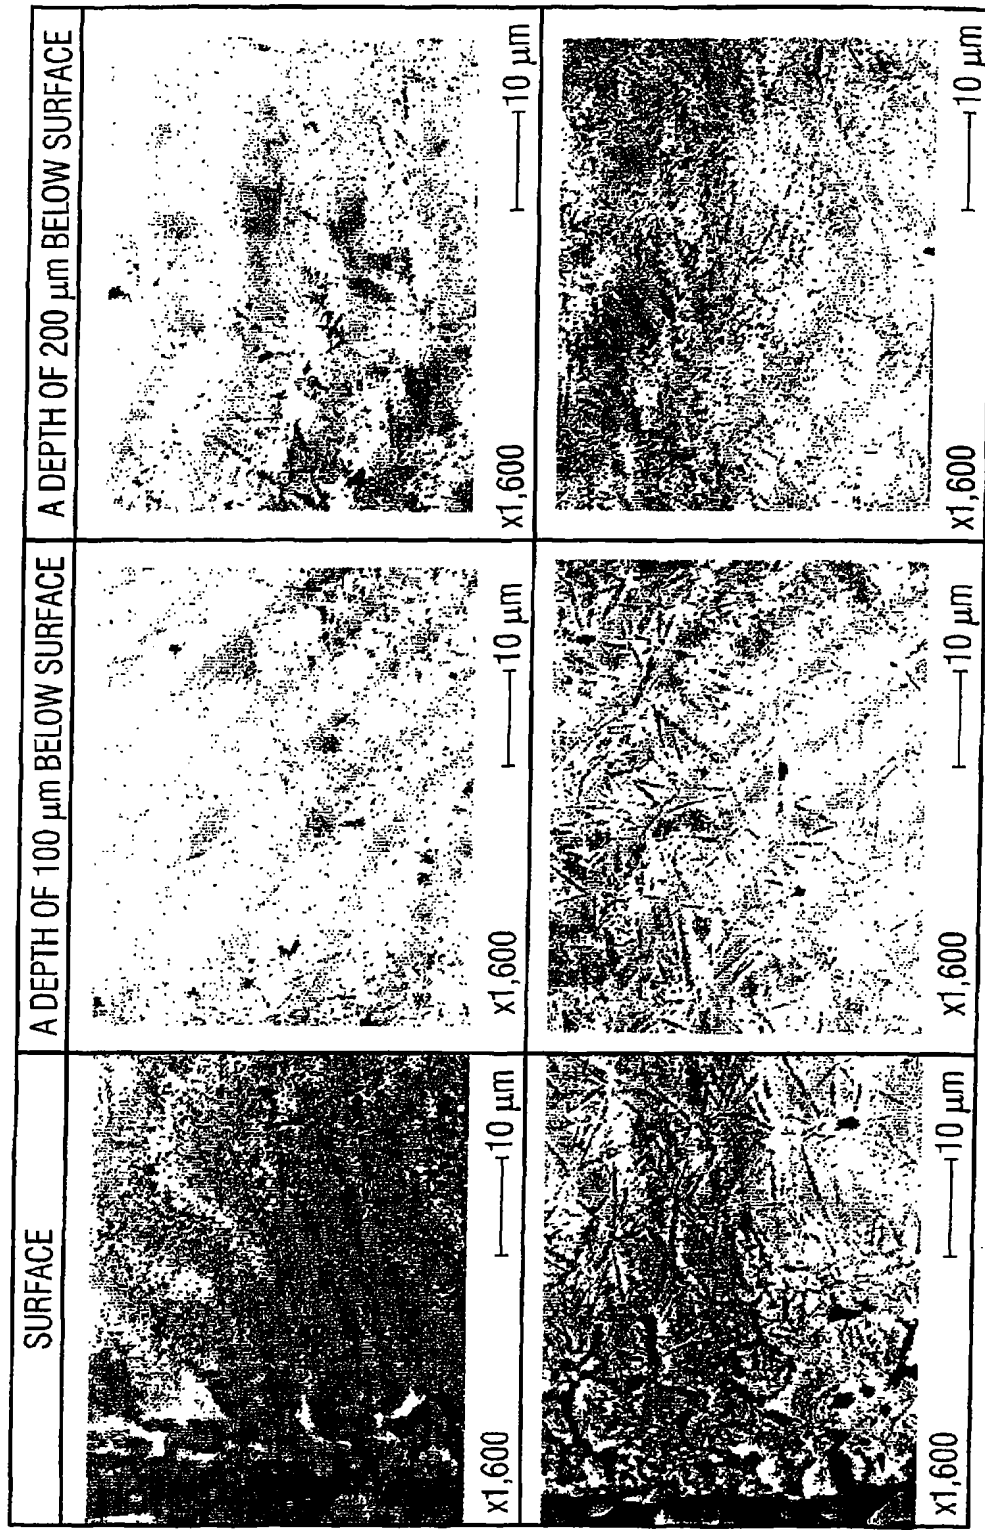 SURFACE
A DEPTH OF 100 µm BELOW SURFACE
A DEPTH OF 200 µm BELOW SURFACE
x1,600 10 µm
x1,600 10 µm
x1,600 10 µm
x1,600 10 µm
x1,600 10 µm
x1,600 10 µm